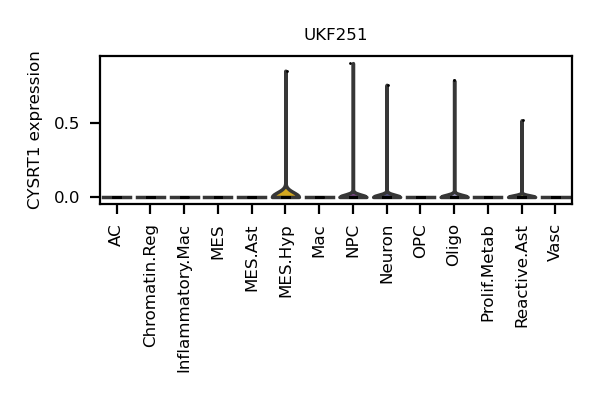 UKF251
CYSRT1 expression
0.5
0.0
AC
Chromatin.Reg
Inflammatory.Mac
MES
MES.Ast
MES.Hyp
Mac
NPC
Neuron
OPC
Oligo
Prolif.Metab
Reactive.Ast
Vasc